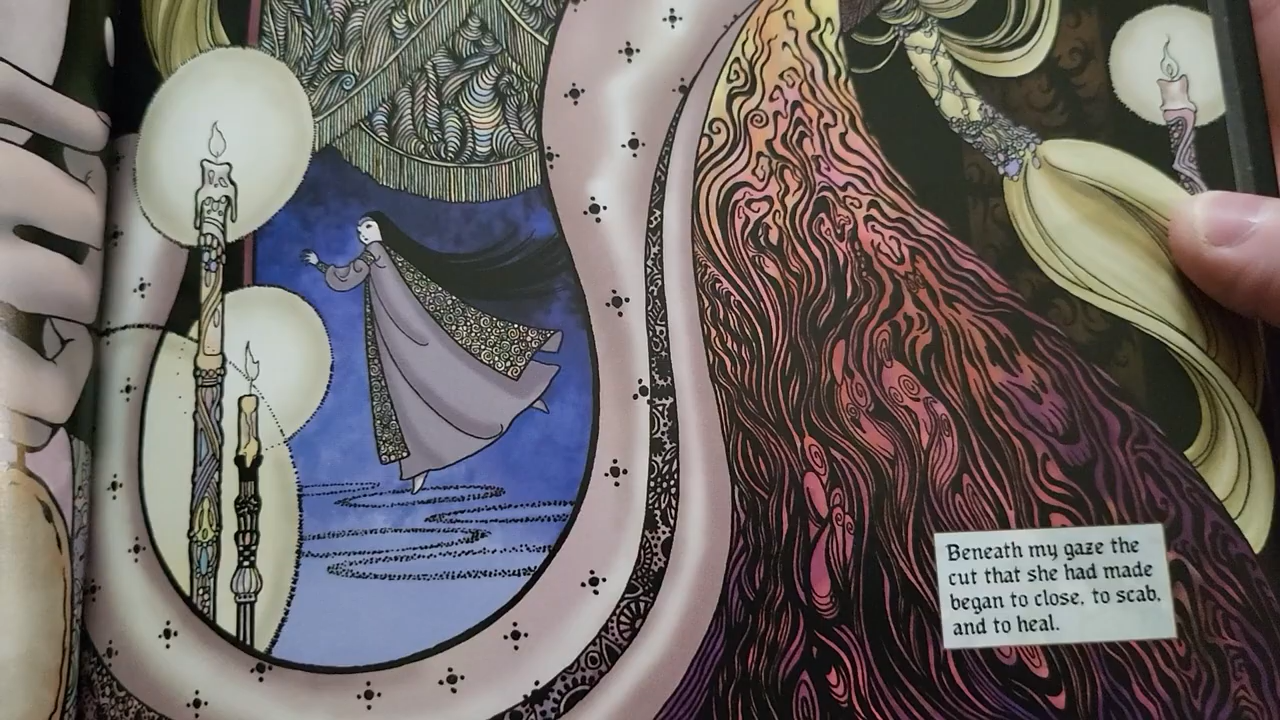 Beneath my gaze the
cut that she had made
began to close, to scab,
and to heal.